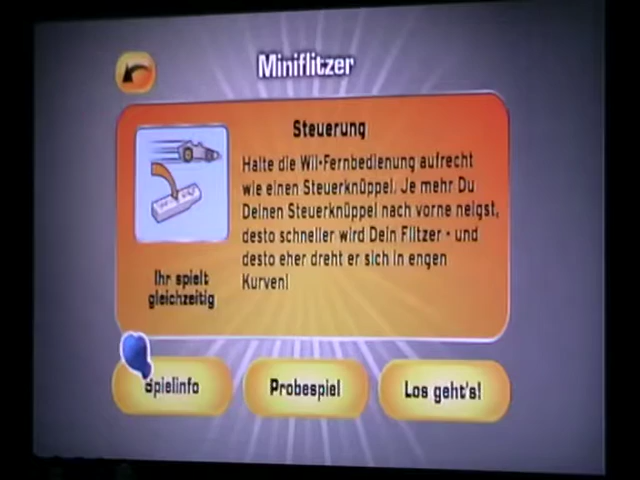 Miniflitzer
Steuerung
Halte die Wii-Fernbedienung aufrecht
wie einen Steuerknüppel. Je mehr Du
Deinen Steuerknüppel nach vorne neigst,
desto schneller wird Dein Flitzer - und
desto eher dreht er sich in engen
Kurven!
Ihr spielt
gleichzeitig
Spielinfo
Probespiel
Los geht's!